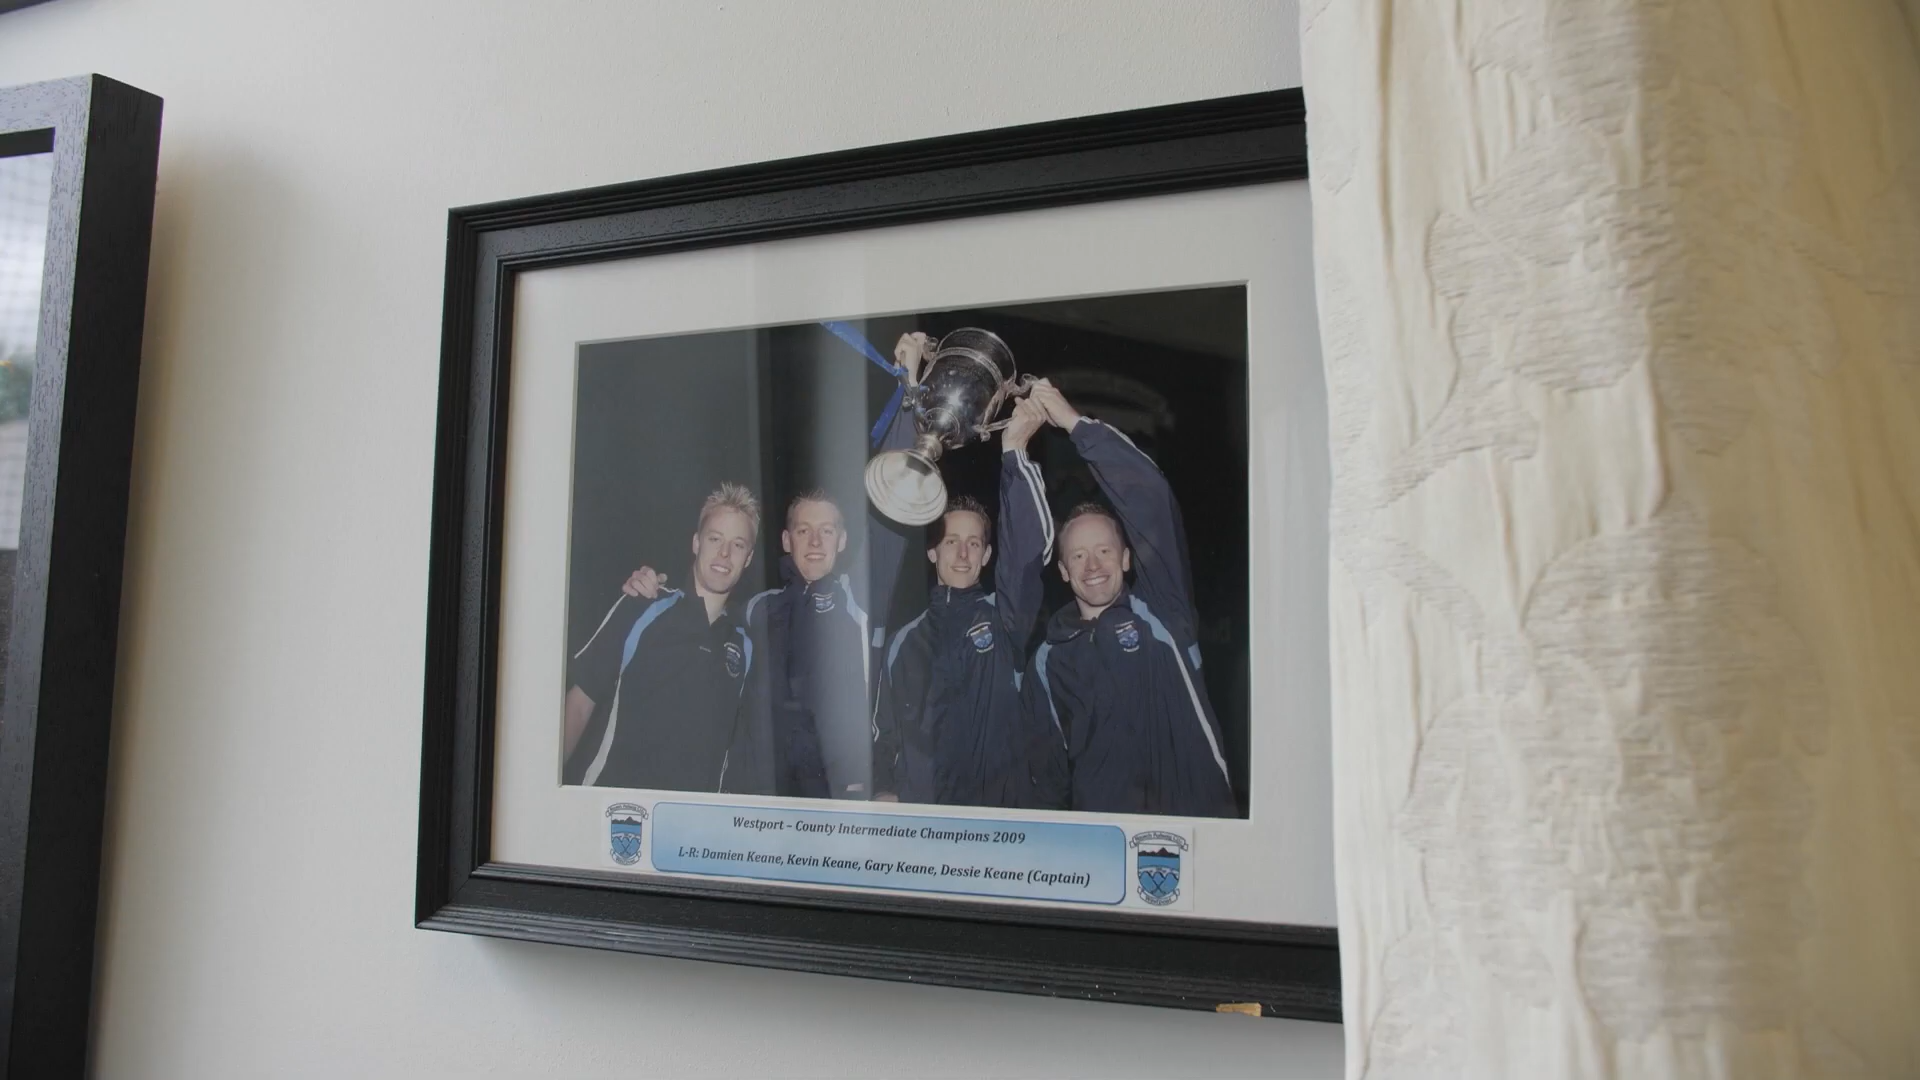 Westport – County Intermediate Champions 2009
L-R: Damien Keane, Kevin Keane, Gary Keane, Dessie Keane (Captain)